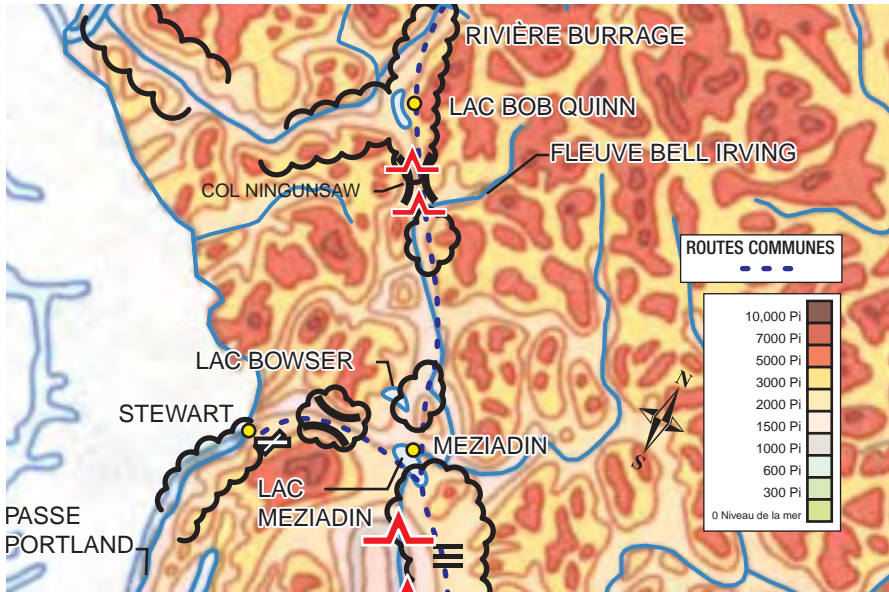 RIVIÈRE BURRAGE
LAC BOB QUINN
FLEUVE BELL IRVING
COL NINGUNSAW
ROUTES COMMUNES
10,000 Pi
7000 Pi
5000 Pi
3000 Pi
2000 Pi
1500 Pi
1000 Pi
600 Pi
300 Pi
0 Niveau de la mer
N
S
LAC BOWSER
STEWART
MEZIADIN
LAC
MEZIADIN
PASSE
PORTLAND